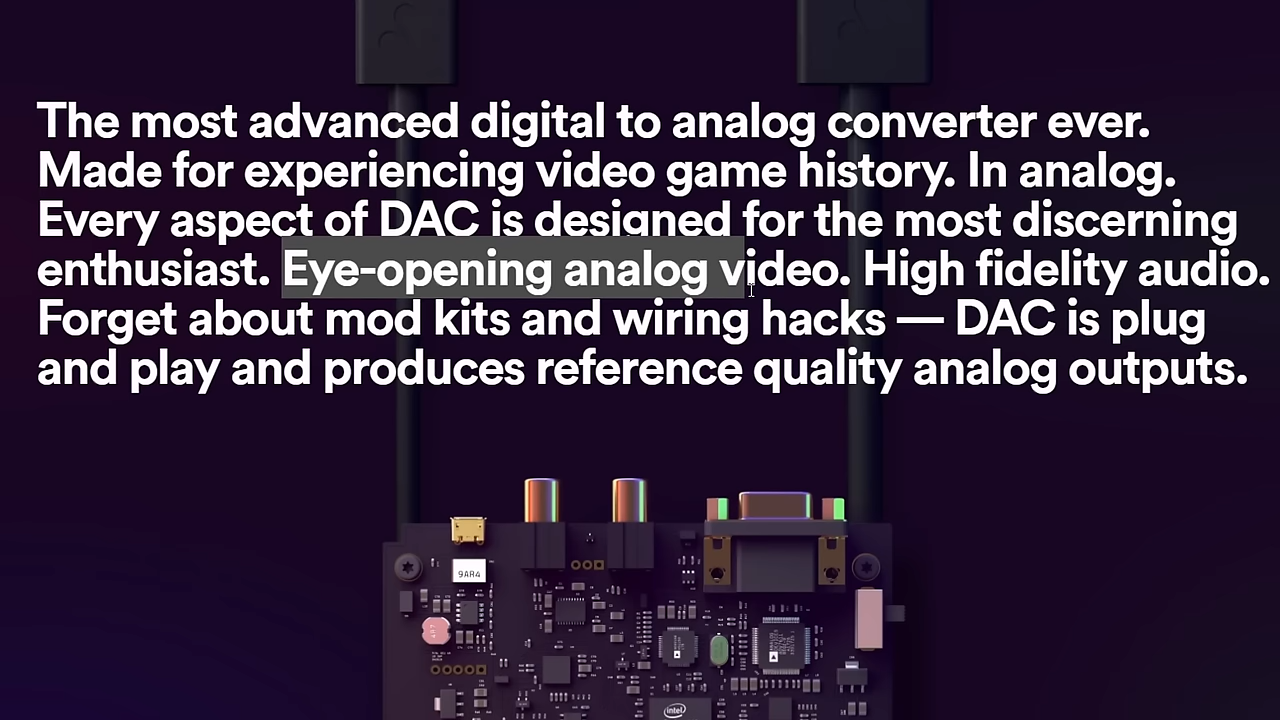 The most advanced digital to analog converter ever.
Made for experiencing video game history. In analog.
Every aspect of DAC is designed for the most discerning
enthusiast. Eye-opening analog video. High fidelity audio.
Forget about mod kits and wiring hacks — DAC is plug
and play and produces reference quality analog outputs.
9AR4
intel